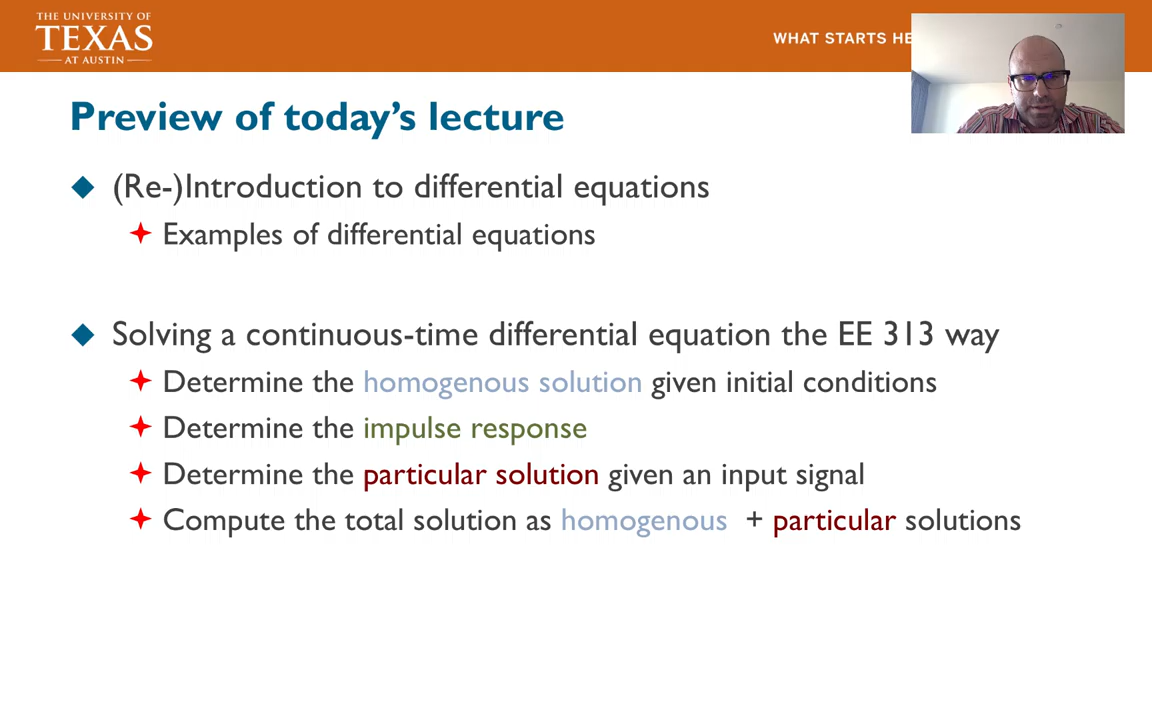 THE UNIVERSITY OF
TEXAS
AT AUSTIN
WHAT STARTS HE
Preview of today’s lecture
(Re-)Introduction to differential equations
Examples of differential equations
Solving a continuous-time differential equation the EE 313 way
Determine the homogenous solution given initial conditions
Determine the impulse response
Determine the particular solution given an input signal
Compute the total solution as homogenous + particular solutions